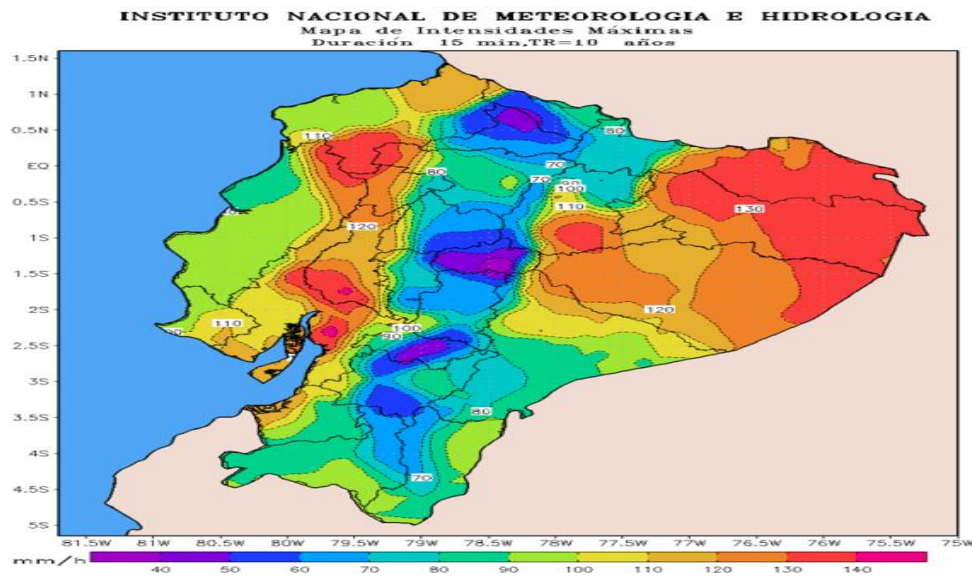 INSTITUTO NACIONAL DE METEOROLOGIA E HIDROLOGIA
Mapa de Intensidades Máximas
Duración 15 min,TR=10 años
1.5N
1N
0.5N
EQ
0.5S
1S
1.5S
2S
2.5S
3S
3.5S
4S
4.5S
5S
110
80
80
70
70
100
110
130
120
120
110
100
90
80
70
81.5W 81W 80.5W 80W 79.5W 79W 78.5W 78W 77.5W 77W 76.5W 76W 75.5W 75W
mm/h 40 50 60 70 80 90 100 110 120 130 140